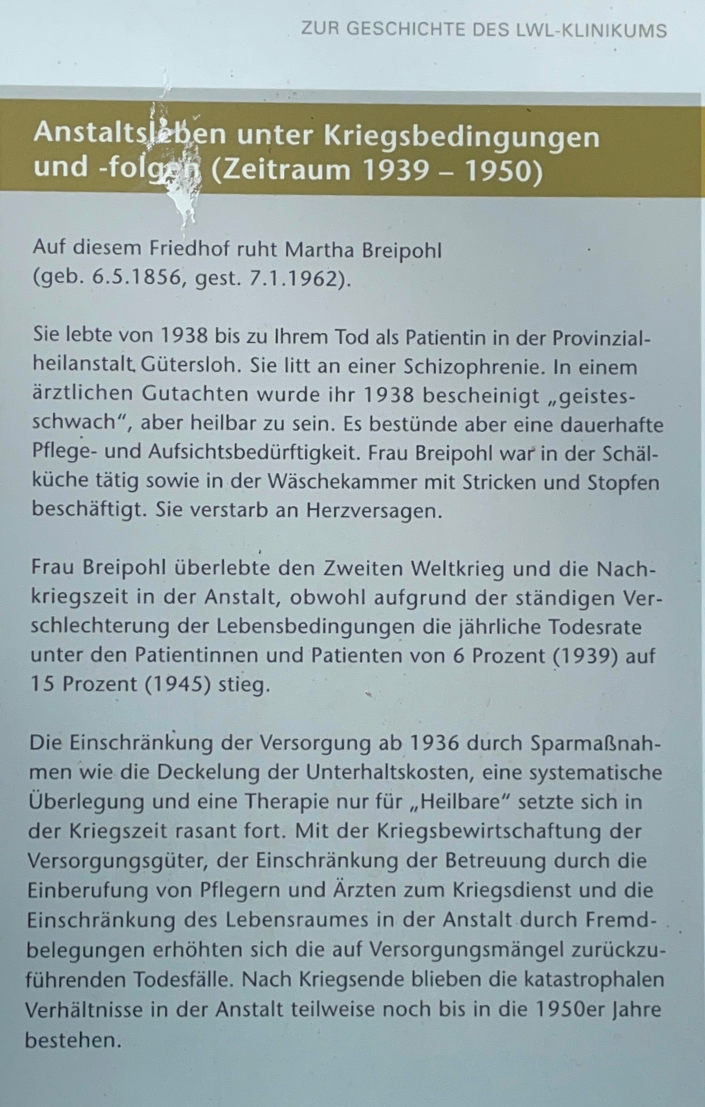 ZUR GESCHICHTE DES LWL-KLINIKUMS
Anstaltsleben unter Kriegsbedingungen
und -folgen (Zeitraum 1939 – 1950)
Auf diesem Friedhof ruht Martha Breipohl
(geb. 6.5.1856, gest. 7.1.1962).
Sie lebte von 1938 bis zu Ihrem Tod als Patientin in der Provinzial-
heilanstalt Gütersloh. Sie litt an einer Schizophrenie. In einem
ärztlichen Gutachten wurde ihr 1938 bescheinigt „geistes-
schwach“, aber heilbar zu sein. Es bestünde aber eine dauerhafte
Pflege- und Aufsichtsbedürftigkeit. Frau Breipohl war in der Schäl-
küche tätig sowie in der Wäschekammer mit Stricken und Stopfen
beschäftigt. Sie verstarb an Herzversagen.
Frau Breipohl überlebte den Zweiten Weltkrieg und die Nach-
kriegszeit in der Anstalt, obwohl aufgrund der ständigen Ver-
schlechterung der Lebensbedingungen die jährliche Todesrate
unter den Patientinnen und Patienten von 6 Prozent (1939) auf
15 Prozent (1945) stieg.
Die Einschränkung der Versorgung ab 1936 durch Sparmaßnah-
men wie die Deckelung der Unterhaltskosten, eine systematische
Überlegung und eine Therapie nur für „Heilbare“ setzte sich in
der Kriegszeit rasant fort. Mit der Kriegsbewirtschaftung der
Versorgungsgüter, der Einschränkung der Betreuung durch die
Einberufung von Pflegern und Ärzten zum Kriegsdienst und die
Einschränkung des Lebensraumes in der Anstalt durch Fremd-
belegungen erhöhten sich die auf Versorgungsmängel zurückzu-
führenden Todesfälle. Nach Kriegsende blieben die katastrophalen
Verhältnisse in der Anstalt teilweise noch bis in die 1950er Jahre
bestehen.